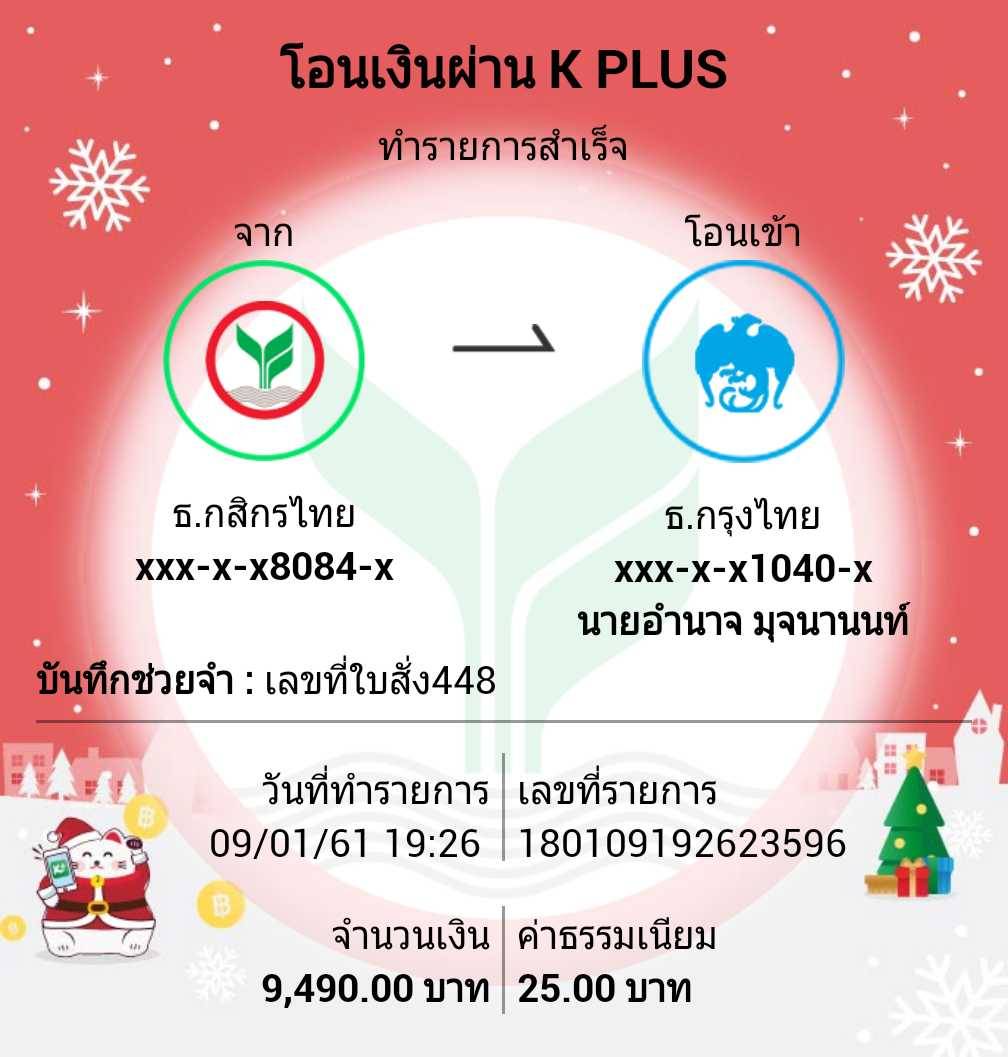 โอนเงินผ่าน K PLUS
ทำรายการสำเร็จ
จาก
โอนเข้า
ธ.กสิกรไทย
xxx-x-x8084-x
ธ.กรุงไทย
xxx-x-x1040-x
นายอำนาจ มุจนานนท์
บันทึกช่วยจำ : เลขที่ใบสั่ง448
วันที่ทำรายการ
09/01/61 19:26
เลขที่รายการ
180109192623596
จำนวนเงิน
9,490.00 บาท
ค่าธรรมเนียม
25.00 บาท